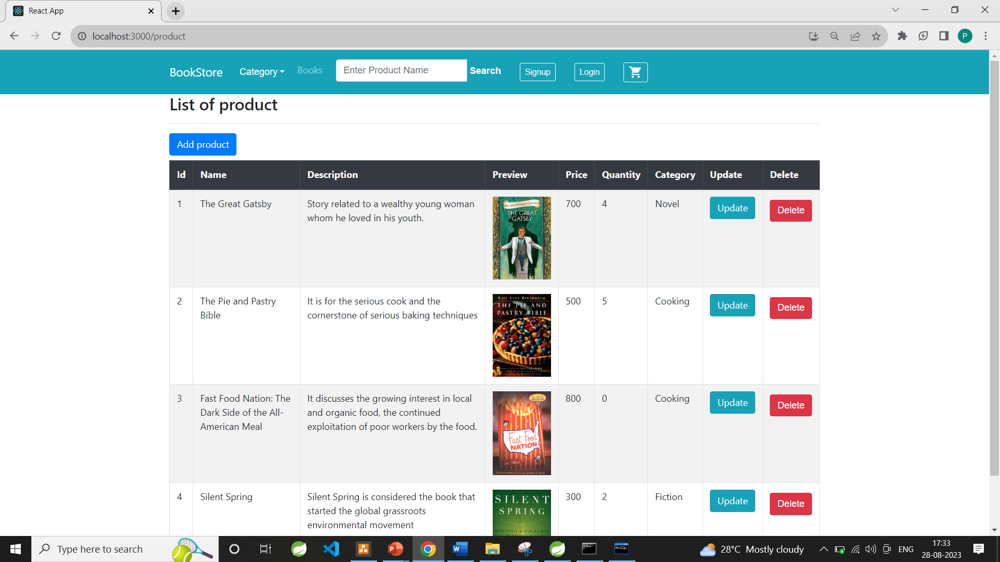 React App
localhost:3000/product
P
BookStore
Category
Books
Enter Product Name
Search
Signup
Login
List of product
Add product
Id Name Description Preview Price Quantity Category Update Delete
1 The Great Gatsby Story related to a wealthy young woman 700 4 Novel Update Delete
whom he loved in his youth.
THE GREAT
GATSBY
2 The Pie and Pastry It is for the serious cook and the 500 5 Cooking Update Delete
Bible cornerstone of serious baking techniques
ROSE LEVY BERANBAUM
THE PIE AND
PASTRY BIBLE
3 Fast Food Nation: The It discusses the growing interest in local 800 0 Cooking Update Delete
Dark Side of the All- and organic food, the continued
American Meal exploitation of poor workers by the food.
Fast Food
NATION
4 Silent Spring Silent Spring is considered the book that 300 2 Fiction Update Delete
started the global grassroots
environmental movement
SILENT
SPRING
Type here to search
28°C Mostly cloudy
ENG
17:33
28-08-2023